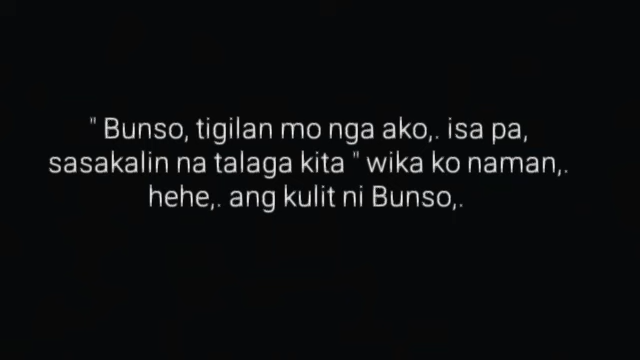 " Bunso, tigilan mo nga ako,. isa pa,
sasakalin na talaga kita " wika ko naman,.
hehe,. ang kulit ni Bunso,.